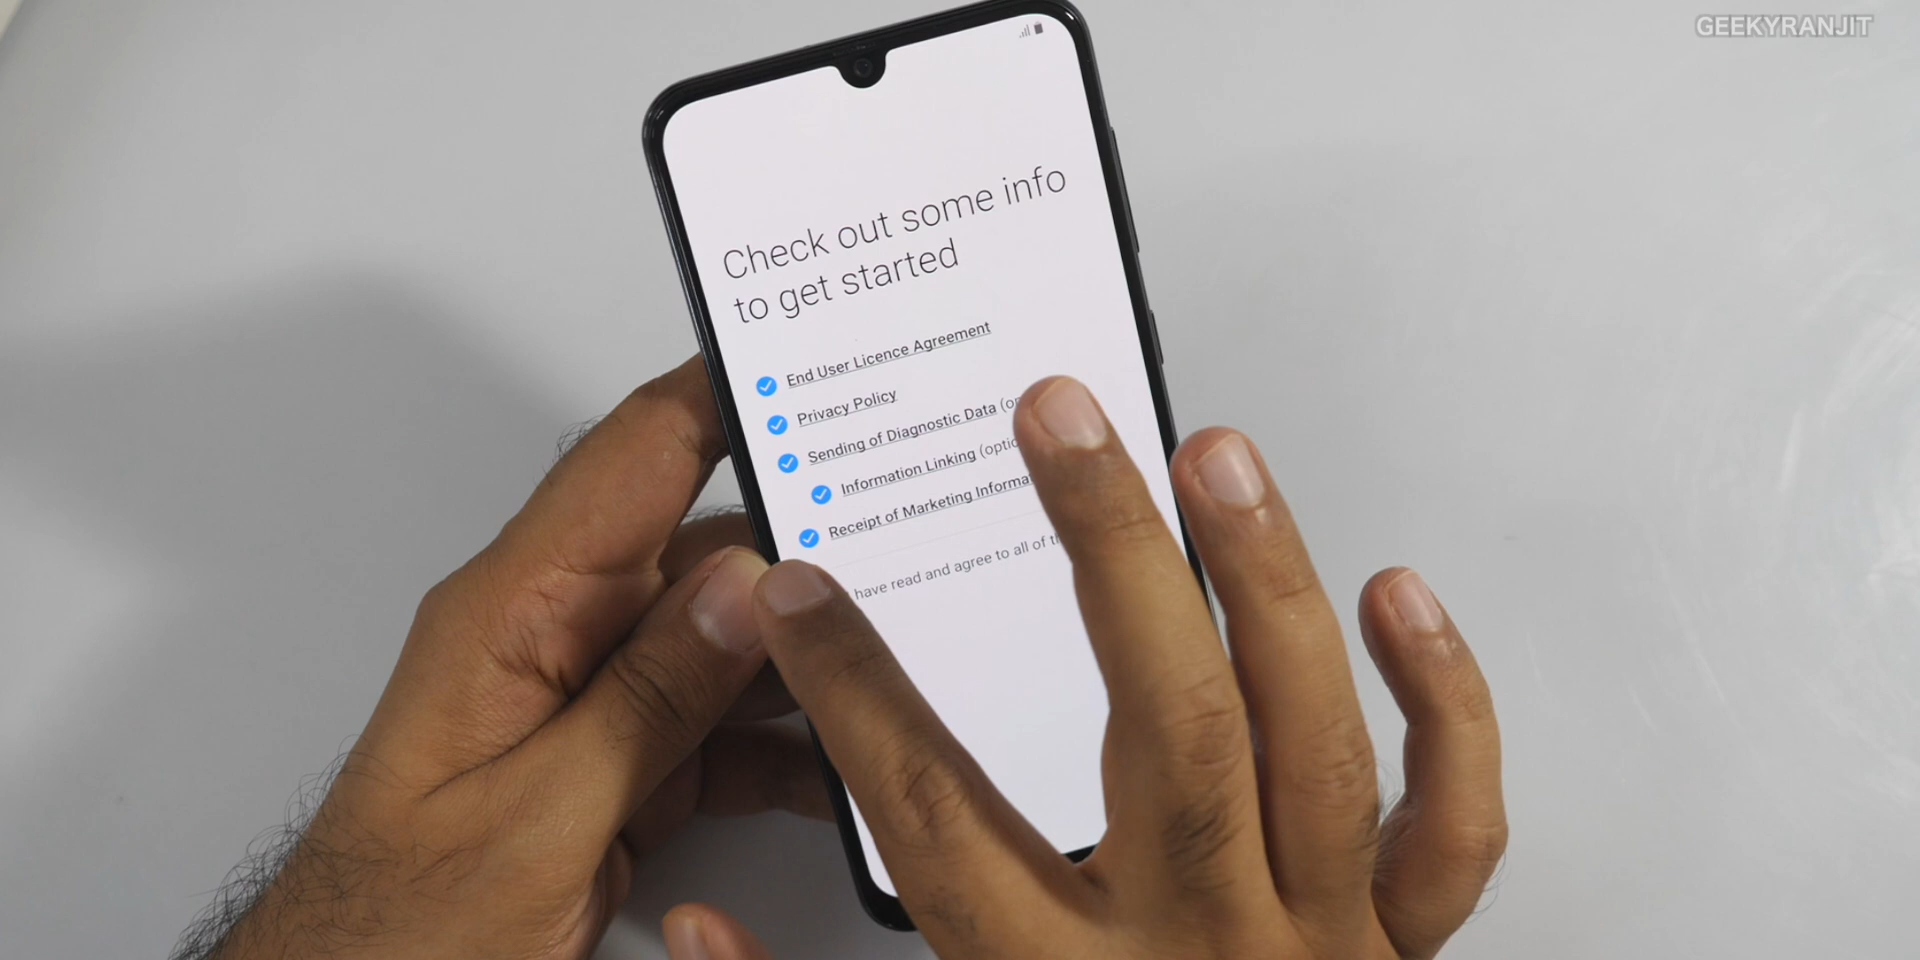 GEEKYRANJIT
Check out some info
to get started
End User Licence Agreement
Privacy Policy
Sending of Diagnostic Data
Information Linking
Receipt of Marketing
have read and agree to all of